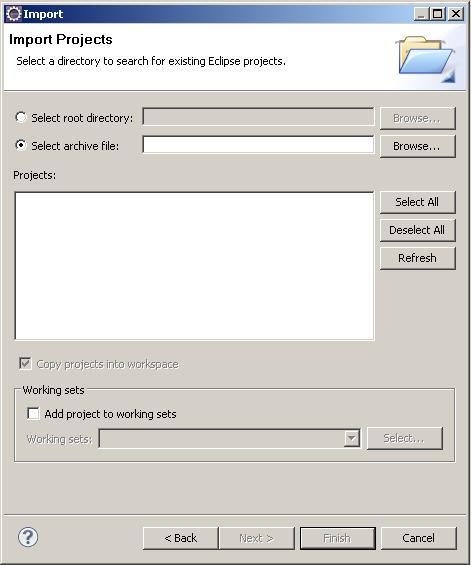 Import
Import Projects
Select a directory to search for existing Eclipse projects.
Select root directory: Browse...
Select archive file: Browse...
Projects:
Select All
Deselect All
Refresh
Copy projects into workspace
Working sets
Add project to working sets
Working sets: Select...
? < Back Next > Finish Cancel